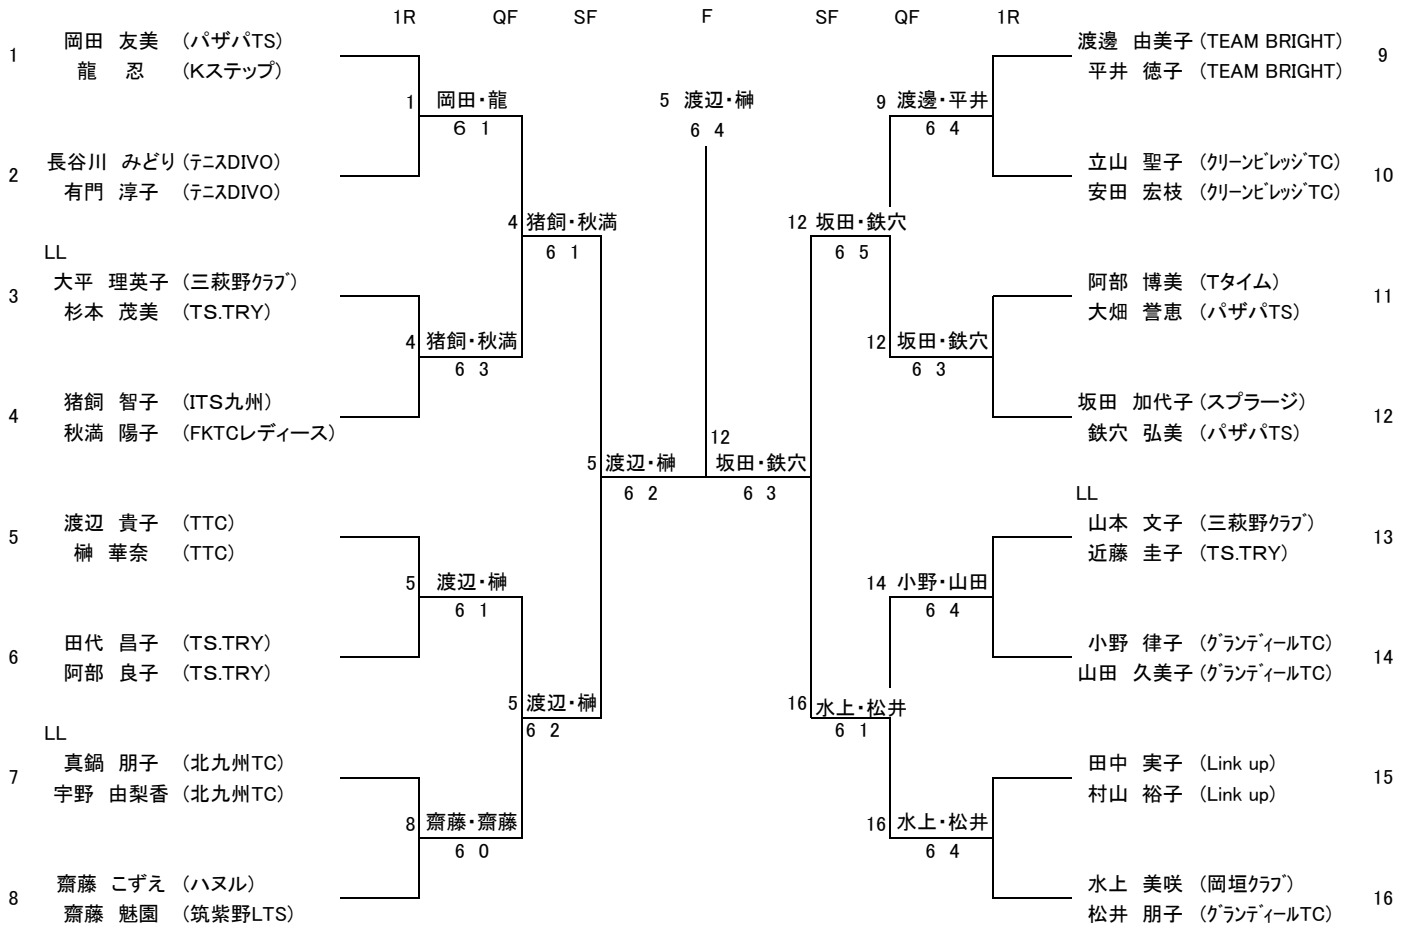 1R QF SF F SF QF 1R
1 岡田 友美 (パザパTS)
龍 忍 (Kステップ)
1 岡田・龍
6 1
2 長谷川 みどり (テニスDIVO)
有門 淳子 (テニスDIVO)
4 猪飼・秋満
6 1
LL
3 大平 理英子 (三萩野クラブ)
杉本 茂美 (TS.TRY)
4 猪飼・秋満
6 3
4 猪飼 智子 (ITS九州)
秋満 陽子 (FKTCレディース)
5 渡辺・榊
6 2
5 渡辺 貴子 (TTC)
榊 華奈 (TTC)
5 渡辺・榊
6 1
6 田代 昌子 (TS.TRY)
阿部 良子 (TS.TRY)
5 渡辺・榊
6 2
LL
7 真鍋 朋子 (北九州TC)
宇野 由梨香 (北九州TC)
8 齋藤・齋藤
6 0
8 齋藤 こずえ (ハヌル)
齋藤 魅園 (筑紫野LTS)
5 渡辺・榊
6 4
渡邊 由美子 (TEAM BRIGHT) 9
平井 徳子 (TEAM BRIGHT)
9 渡邊・平井
6 4
立山 聖子 (クリーンビレッジTC) 10
安田 宏枝 (クリーンビレッジTC)
12 坂田・鉄穴
6 5
阿部 博美 (Tタイム) 11
大畑 誉恵 (パザパTS)
12 坂田・鉄穴
6 3
坂田 加代子 (スプラージ) 12
鉄穴 弘美 (パザパTS)
12
坂田・鉄穴
6 3
LL
山本 文子 (三萩野クラブ) 13
近藤 圭子 (TS.TRY)
14 小野・山田
6 4
小野 律子 (グランディールTC) 14
山田 久美子 (グランディールTC)
16 水上・松井
6 1
田中 実子 (Link up) 15
村山 裕子 (Link up)
16 水上・松井
6 4
水上 美咲 (岡垣クラブ) 16
松井 朋子 (グランディールTC)